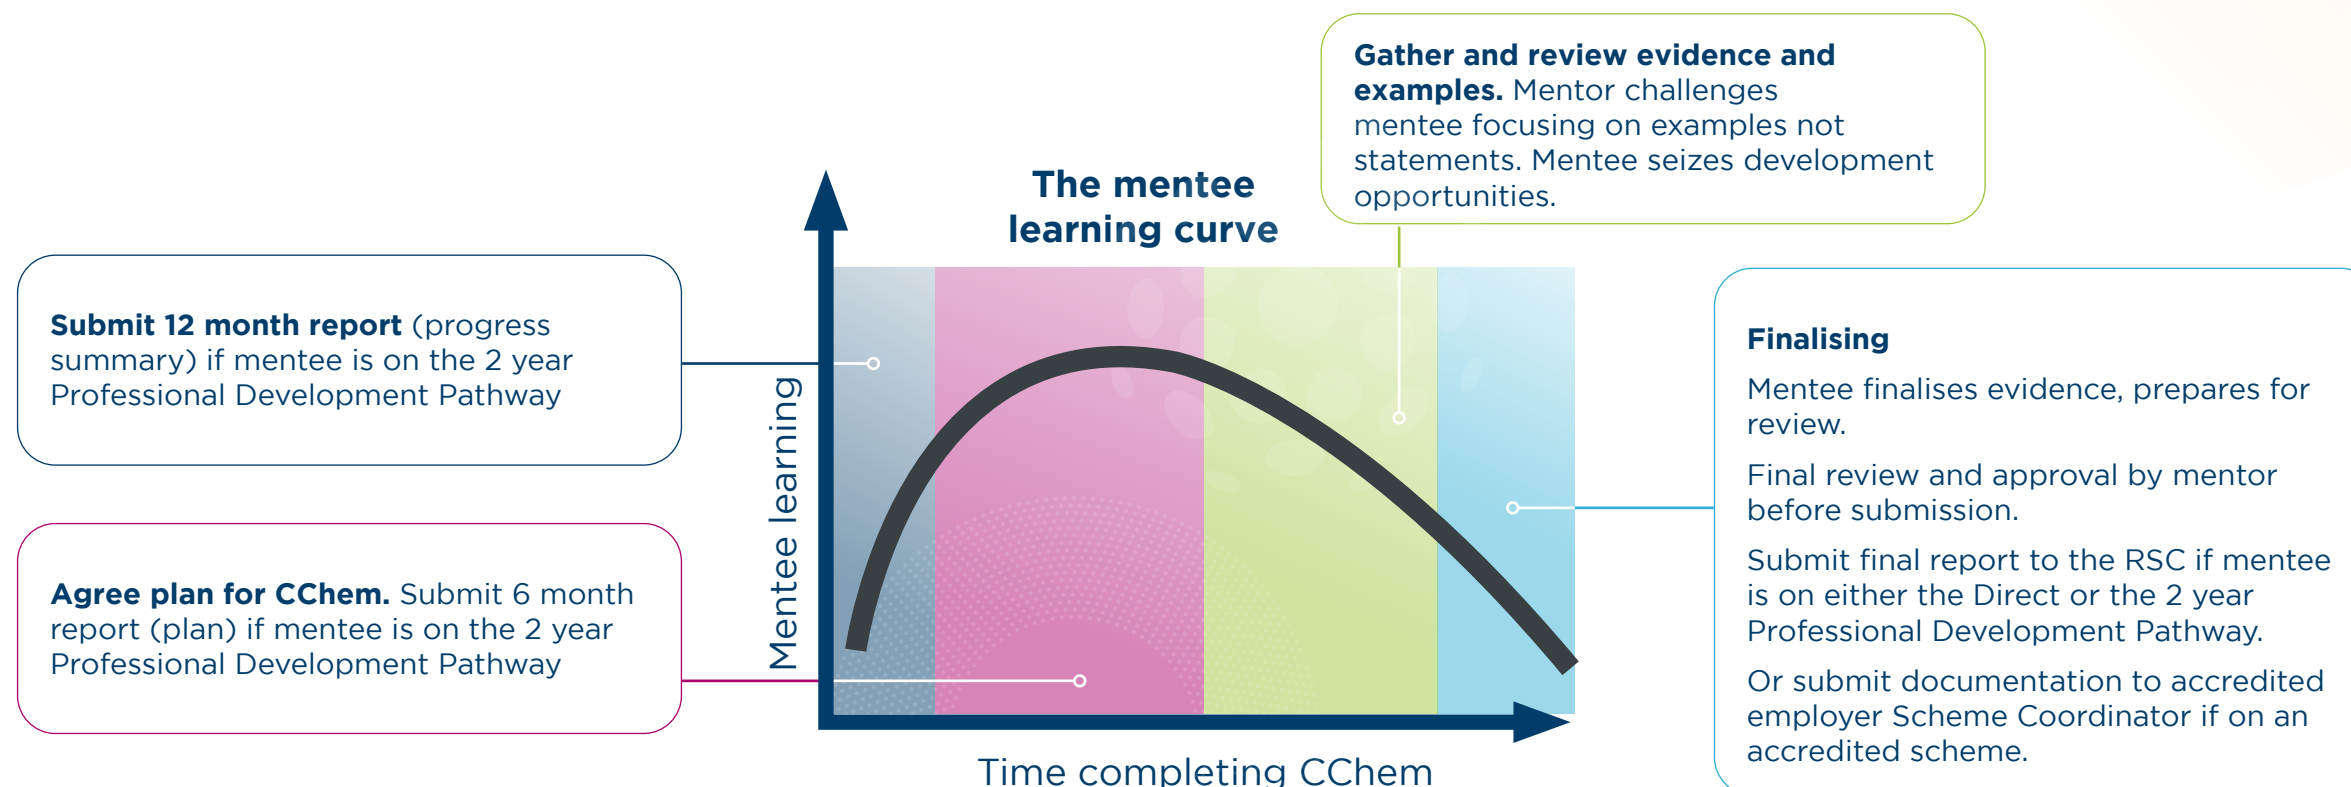 Gather and review evidence and
examples. Mentor challenges
mentee focusing on examples not
statements. Mentee seizes development
opportunities.
The mentee
learning curve
Submit 12 month report (progress
summary) if mentee is on the 2 year
Professional Development Pathway
Agree plan for CChem. Submit 6 month
report (plan) if mentee is on the 2 year
Professional Development Pathway
Mentee learning
Time completing CChem
Finalising
Mentee finalises evidence, prepares for
review.
Final review and approval by mentor
before submission.
Submit final report to the RSC if mentee
is on either the Direct or the 2 year
Professional Development Pathway.
Or submit documentation to accredited
employer Scheme Coordinator if on an
accredited scheme.